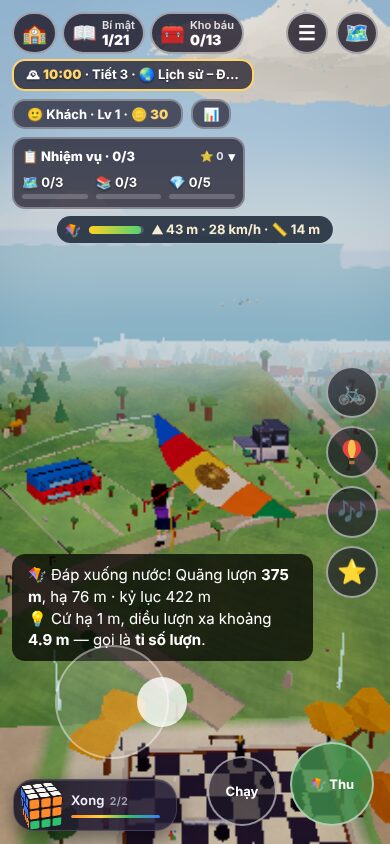 Bí mật
1/21
Kho báu
0/13
10:00 · Tiết 3 · Lịch sử – Đ...
Khách · Lv 1 · 30
Nhiệm vụ · 0/3
0 ▼
0/3
0/3
0/5
▲ 43 m · 28 km/h · 14 m
Đáp xuống nước! Quãng lượn 375
m, hạ 76 m · kỷ lục 422 m
Cứ hạ 1 m, diều lượn xa khoảng
4.9 m — gọi là tỉ số lượn.
Xong 2/2
Chạy
Thu